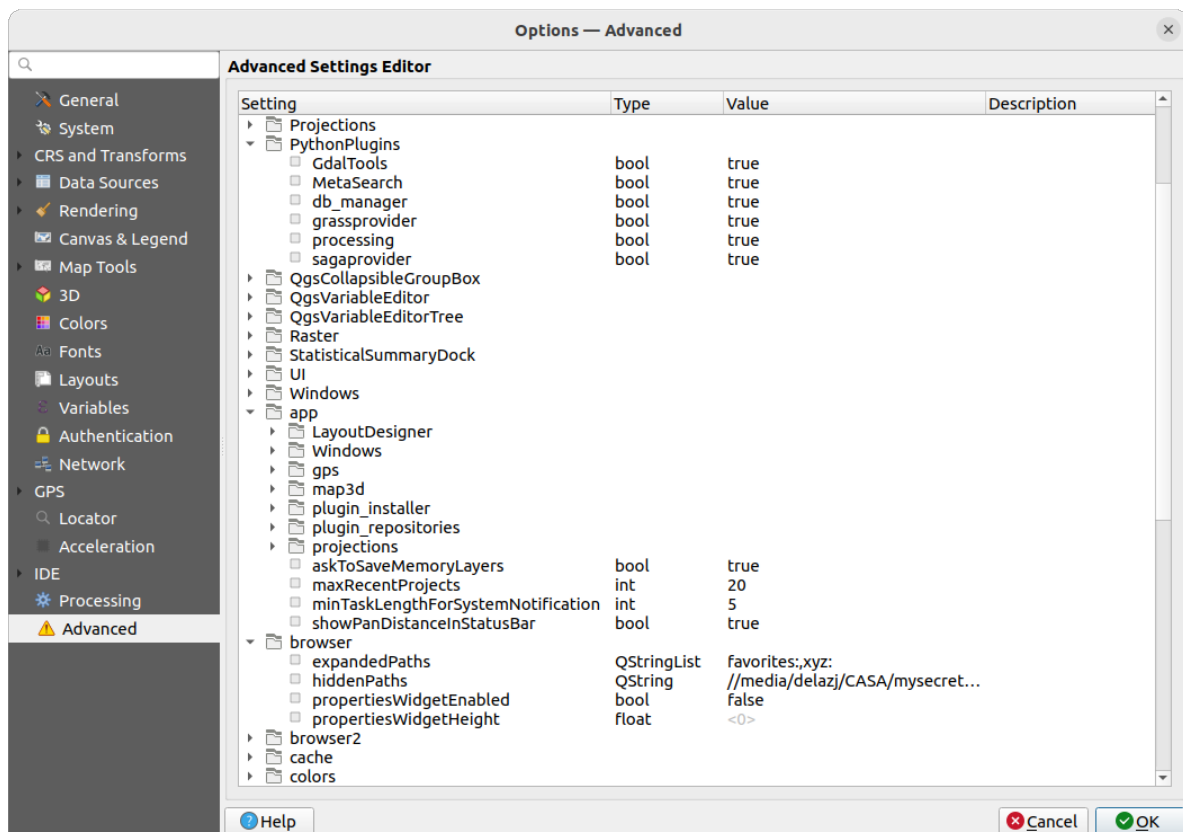 Options — Advanced
General
System
CRS and Transforms
Data Sources
Rendering
Canvas & Legend
Map Tools
3D
Colors
Aa Fonts
Layouts
Variables
Authentication
Network
GPS
Locator
Acceleration
IDE
Processing
Advanced
Advanced Settings Editor
Setting Type Value Description
Projections
PythonPlugins
GdalTools bool true
MetaSearch bool true
db_manager bool true
grassprovider bool true
processing bool true
sagaprovider bool true
QgsCollapsibleGroupBox
QgsVariableEditor
QgsVariableEditorTree
Raster
StatisticalSummaryDock
UI
Windows
app
LayoutDesigner
Windows
gps
map3d
plugin_installer
plugin_repositories
projections
askToSaveMemoryLayers bool true
maxRecentProjects int 20
minTaskLengthForSystemNotification int 5
showPanDistanceInStatusBar bool true
browser
expandedPaths QStringList favorites:,xyz:
hiddenPaths QString //media/delazj/CASA/mysecret...
propertiesWidgetEnabled bool false
propertiesWidgetHeight float <0>
browser2
cache
colors
Help Cancel OK